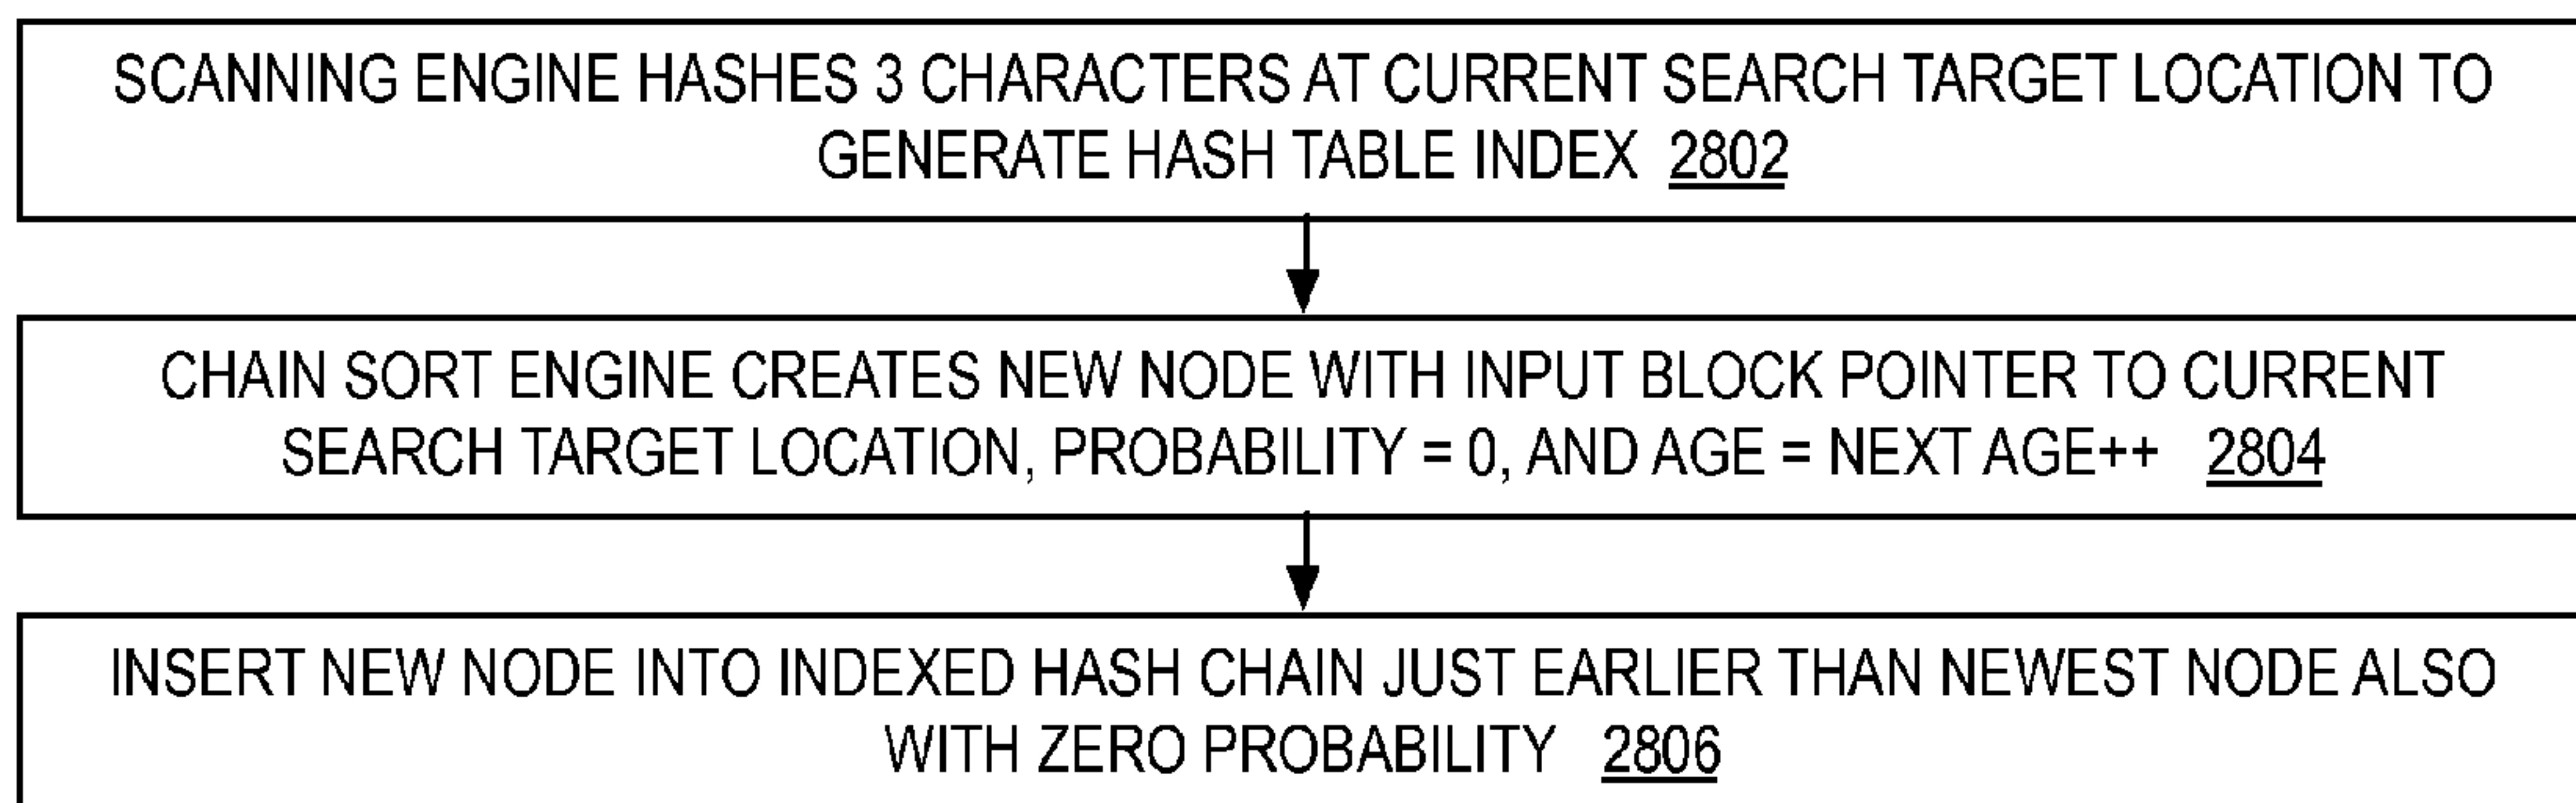 SCANNING ENGINE HASHES 3 CHARACTERS AT CURRENT SEARCH TARGET LOCATION TO
GENERATE HASH TABLE INDEX 2802
CHAIN SORT ENGINE CREATES NEW NODE WITH INPUT BLOCK POINTER TO CURRENT
SEARCH TARGET LOCATION, PROBABILITY = 0, AND AGE = NEXT AGE++ 2804
INSERT NEW NODE INTO INDEXED HASH CHAIN JUST EARLIER THAN NEWEST NODE ALSO
WITH ZERO PROBABILITY 2806